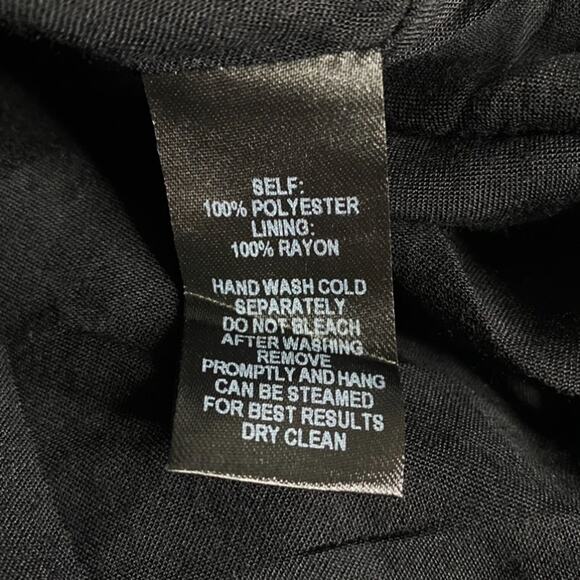 SELF:
100% POLYESTER
LINING:
100% RAYON
HAND WASH COLD
SEPARATELY
DO NOT BLEACH
AFTER WASHING
REMOVE
PROMPTLY AND HANG
CAN BE STEAMED
FOR BEST RESULTS
DRY CLEAN